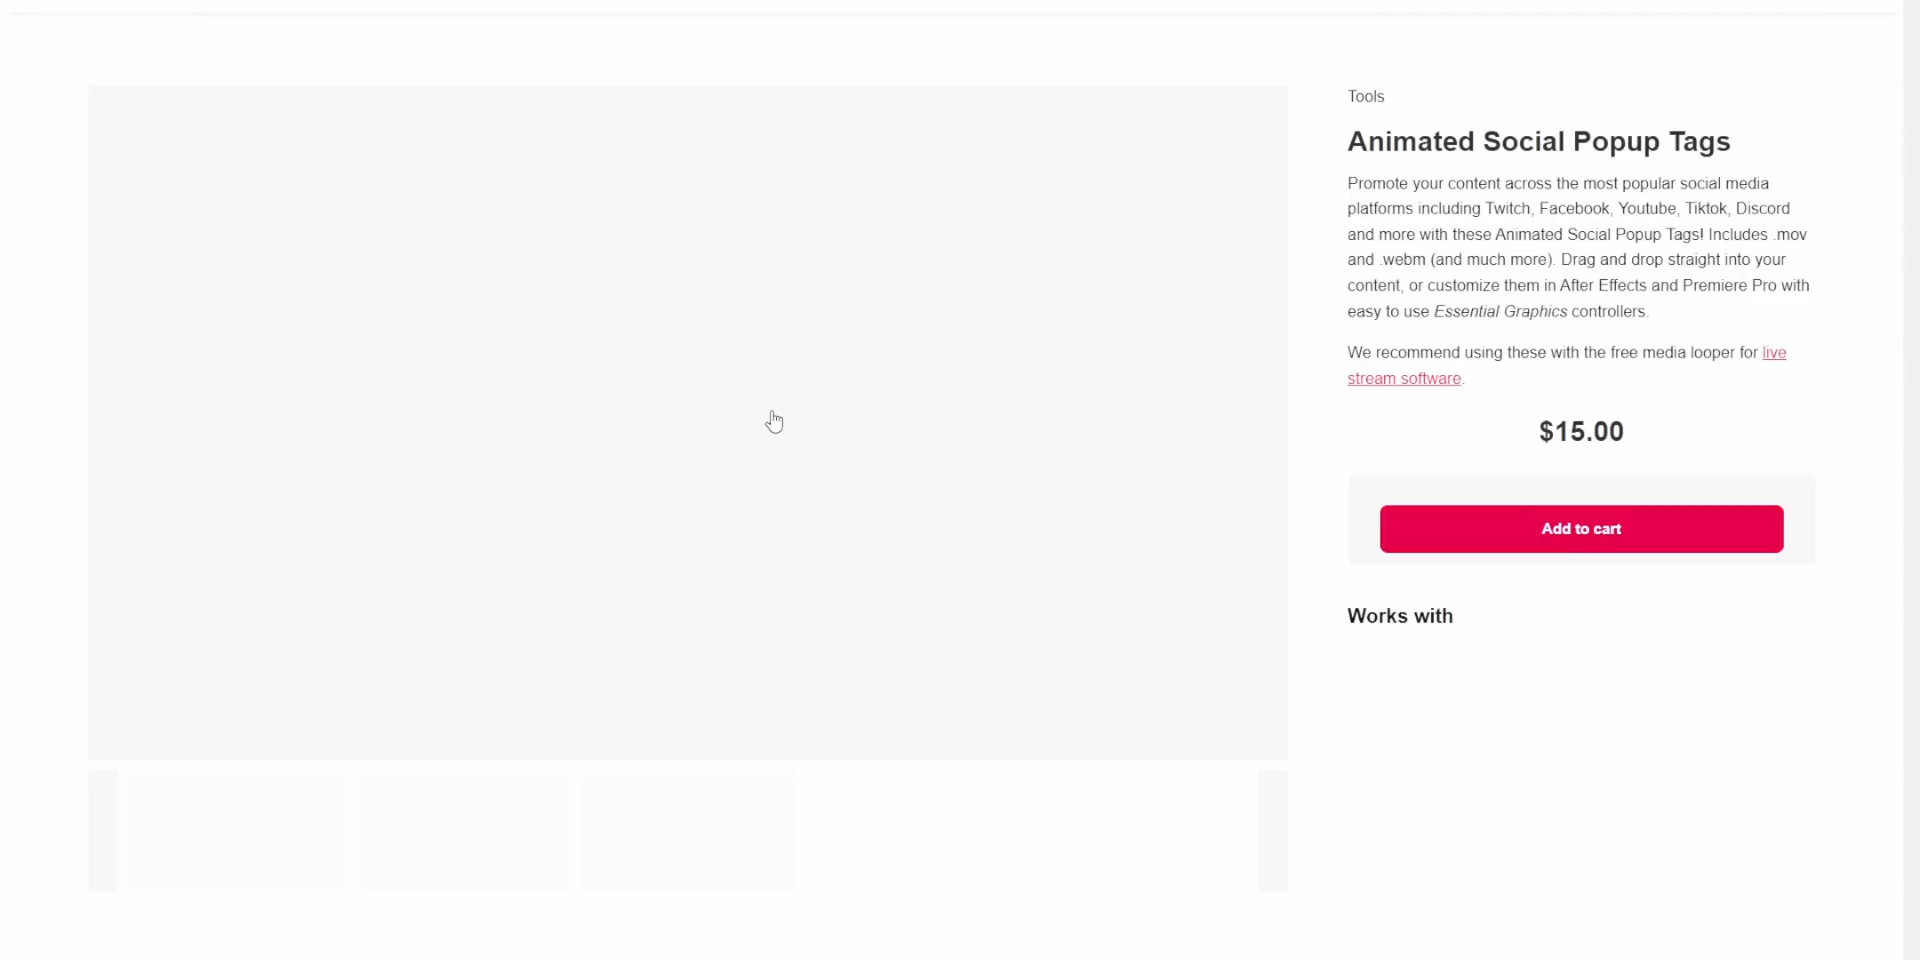 Tools
Animated Social Popup Tags
Promote your content across the most popular social media
platforms including Twitch, Facebook, Youtube, Tiktok, Discord
and more with these Animated Social Popup Tags! Includes .mov
and .webm (and much more). Drag and drop straight into your
content, or customize them in After Effects and Premiere Pro with
easy to use Essential Graphics controllers.
We recommend using these with the free media looper for live
stream software.
$15.00
Add to cart
Works with